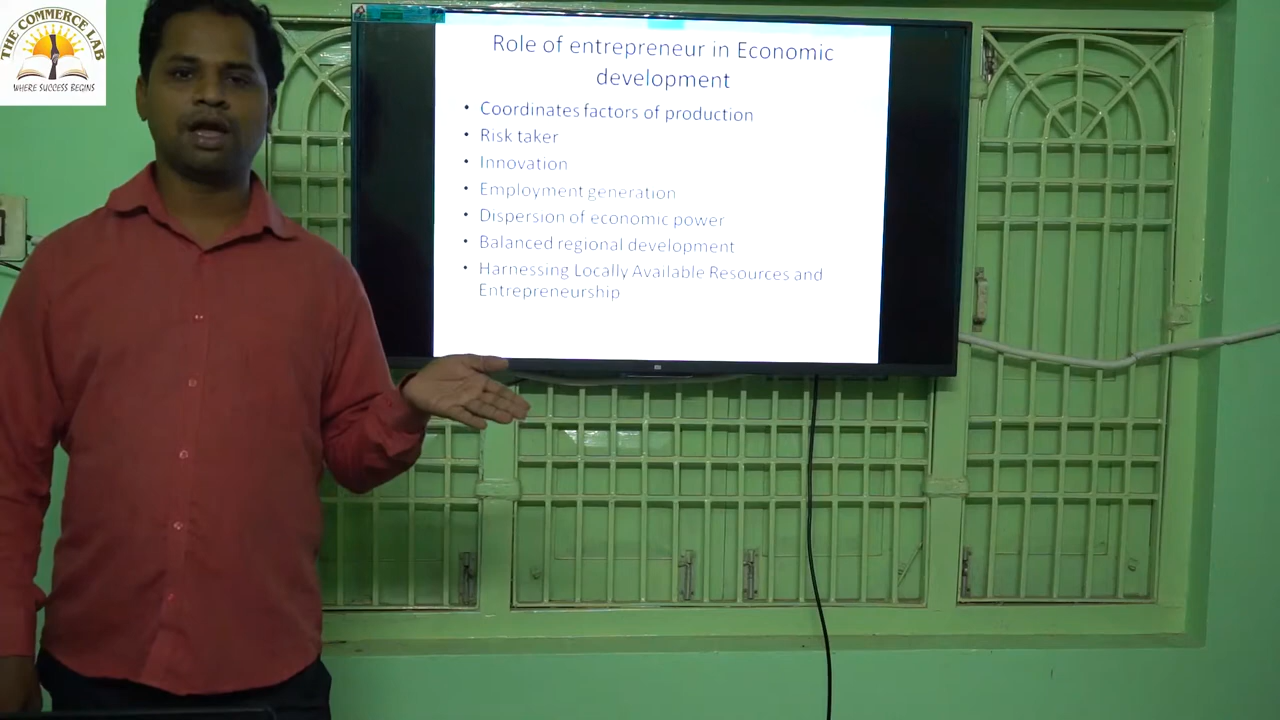 THE COMMERCE LAB
WHERE SUCCESS BEGINS
Role of entrepreneur in Economic
development
• Coordinates factors of production
• Risk taker
• Innovation
• Employment generation
• Dispersion of economic power
• Balanced regional development
• Harnessing Locally Available Resources and
Entrepreneurship